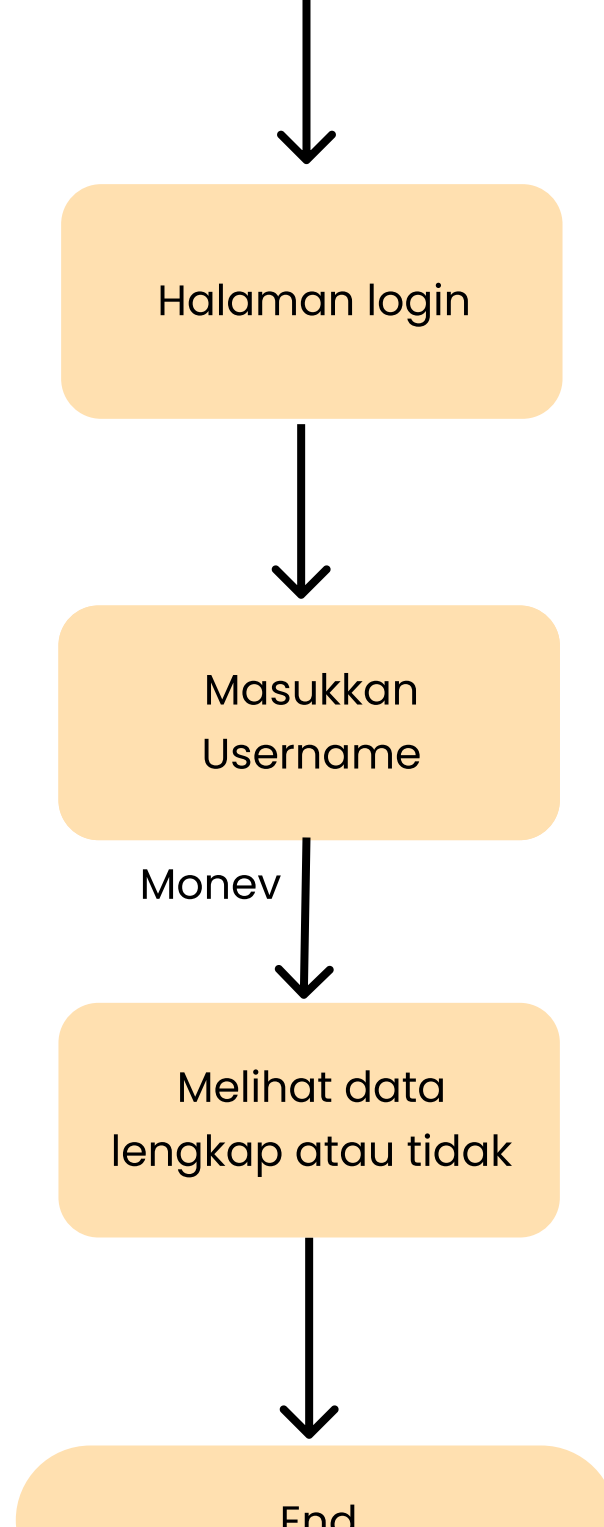 Halaman login
Masukkan
Username
Monev
Melihat data
lengkap atau tidak
End